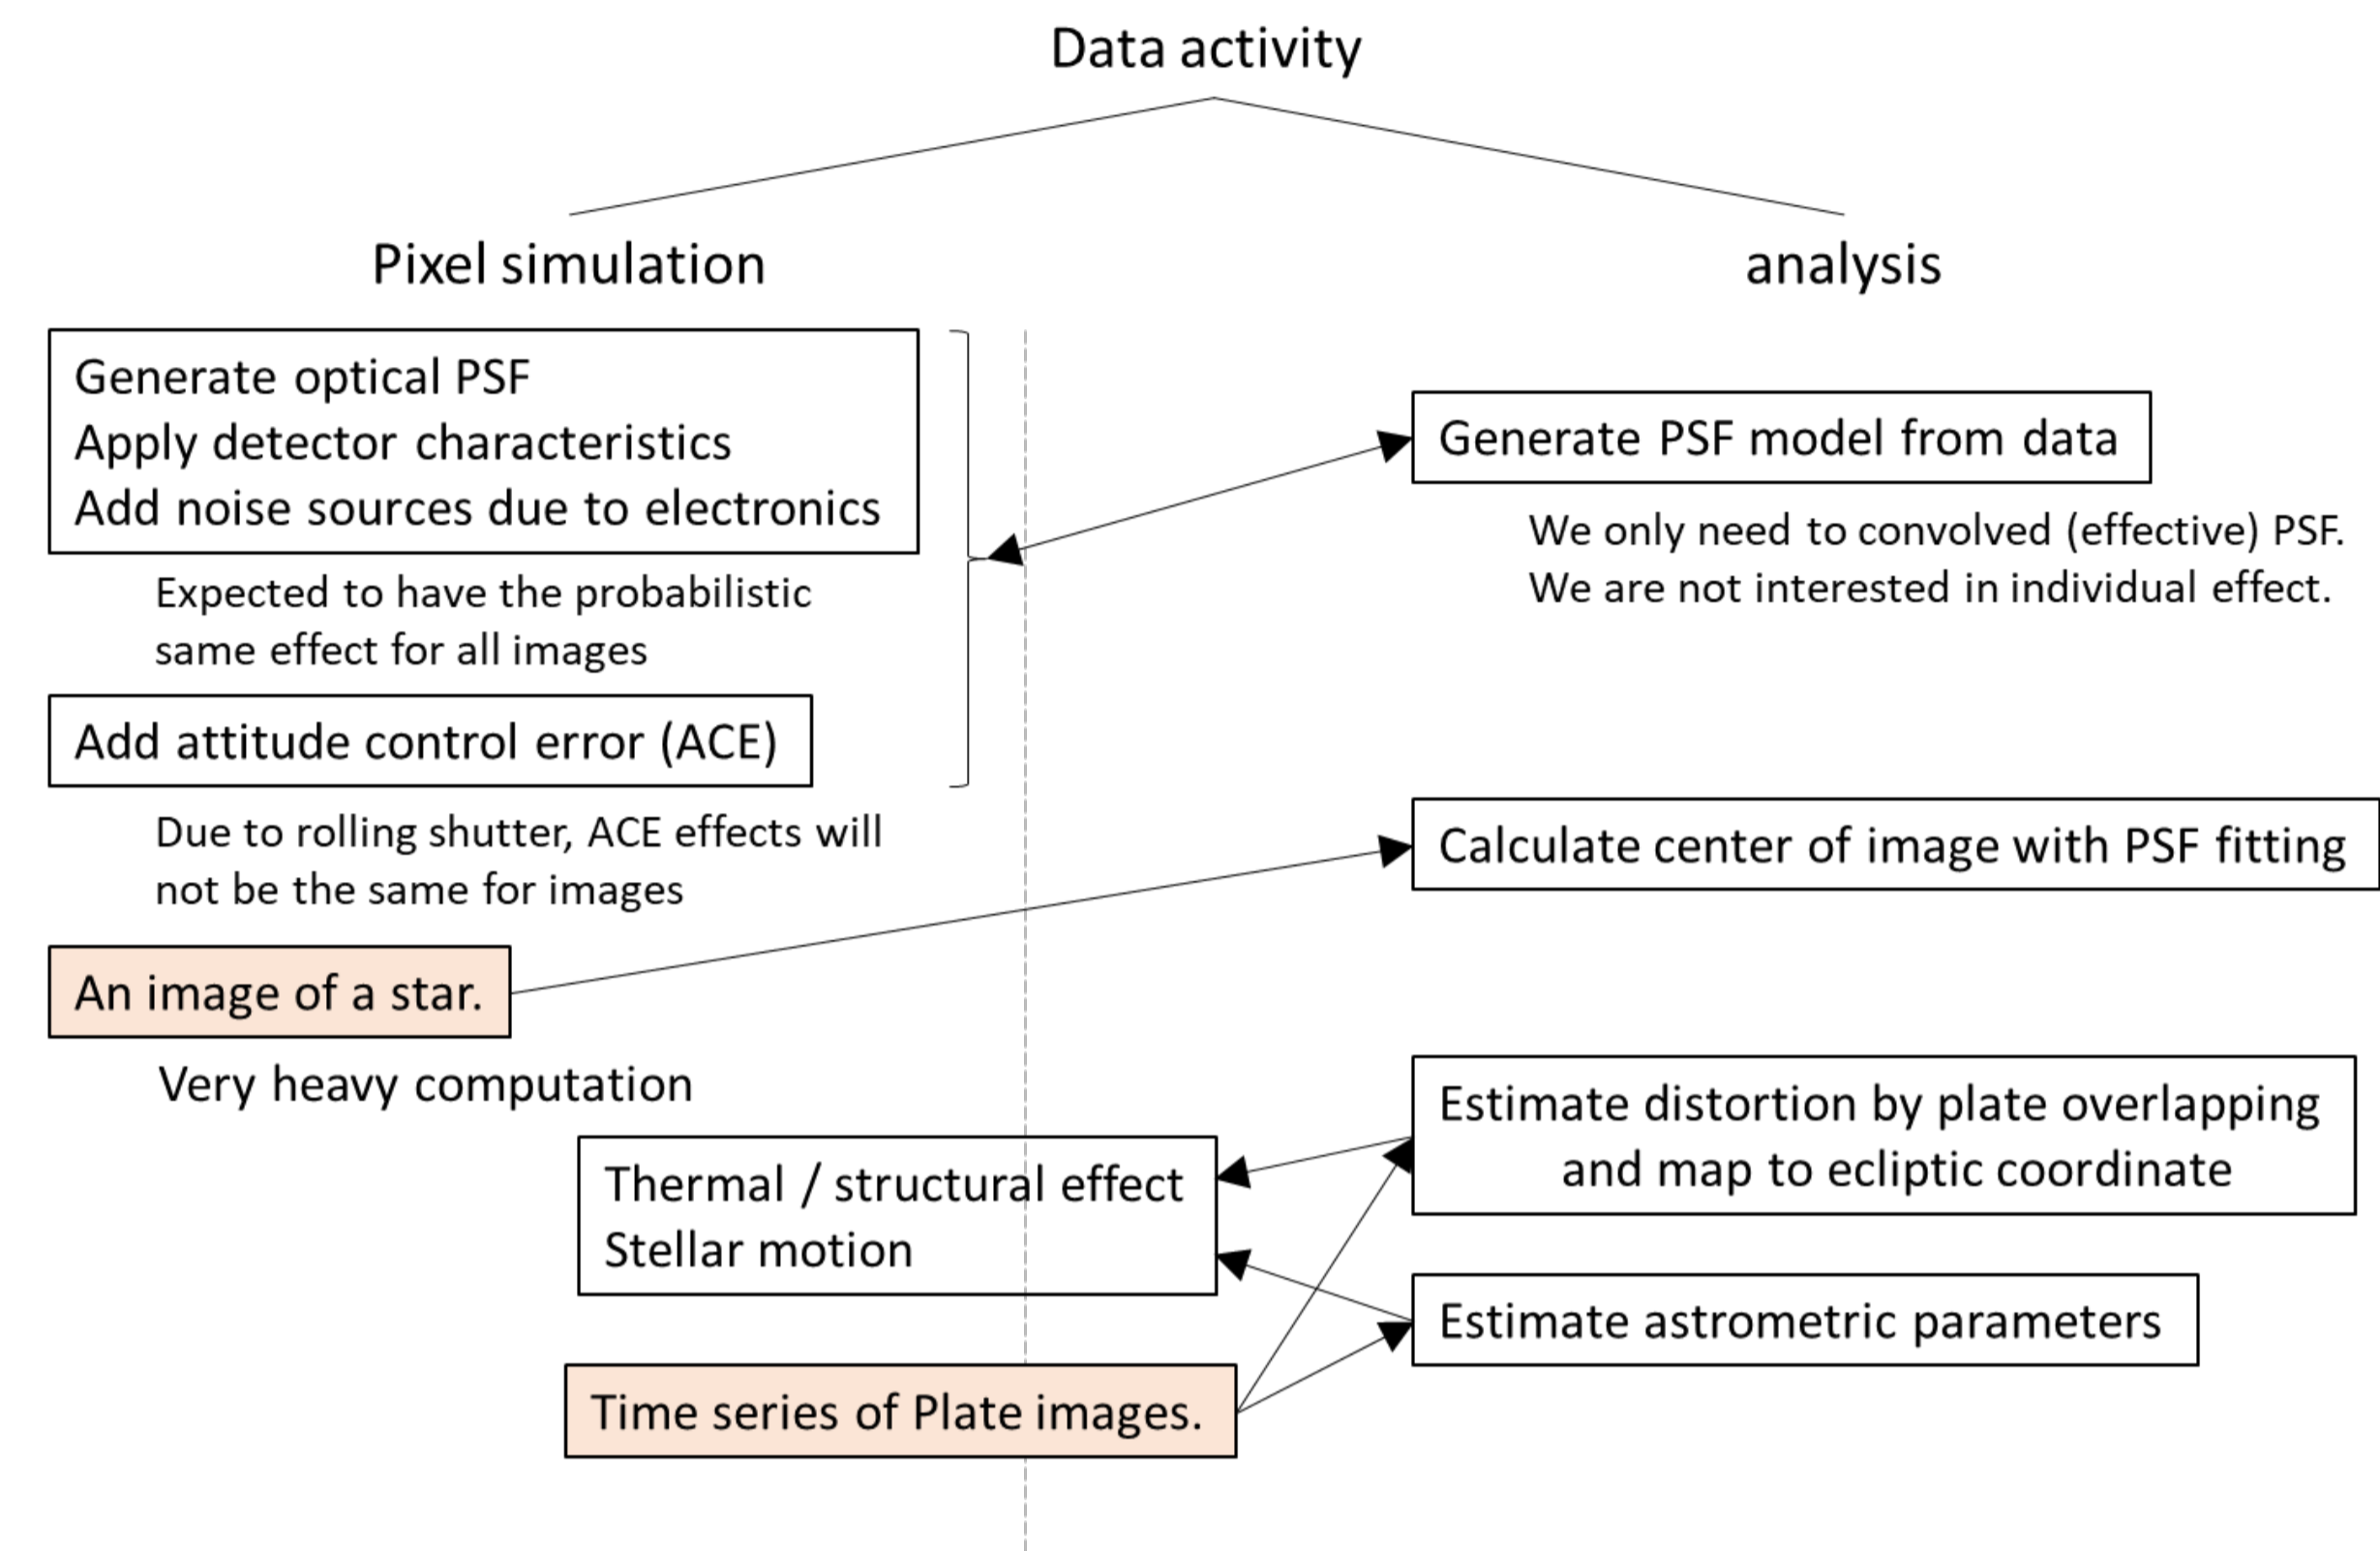 Data activity
Pixel simulation
analysis
Generate optical PSF
Apply detector characteristics
Add noise sources due to electronics
Expected to have the probabilistic
same effect for all images
Add attitude control error (ACE)
Due to rolling shutter, ACE effects will
not be the same for images
An image of a star.
Very heavy computation
Thermal / structural effect
Stellar motion
Time series of Plate images.
Generate PSF model from data
We only need to convolved (effective) PSF.
We are not interested in individual effect.
Calculate center of image with PSF fitting
Estimate distortion by plate overlapping
and map to ecliptic coordinate
Estimate astrometric parameters